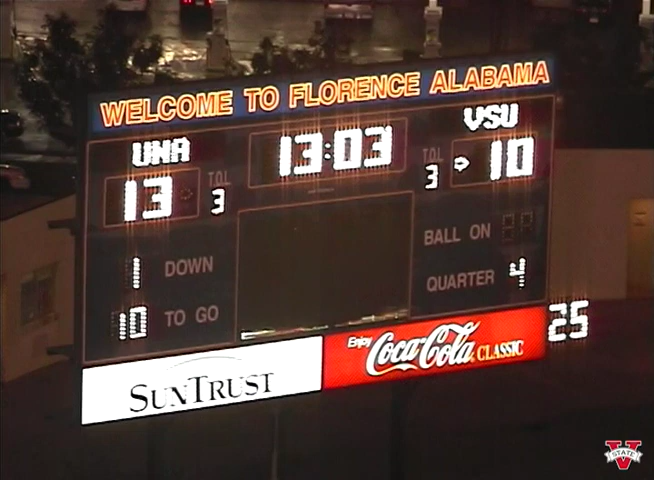 WELCOME TO FLORENCE ALABAMA
UNA 13:03 VSU
13 TOL 3 TOL 3 10
BALL ON
1 DOWN
QUARTER 4
10 TO GO
25
Enjoy Coca-Cola CLASSIC
SUNTRUST
V STATE